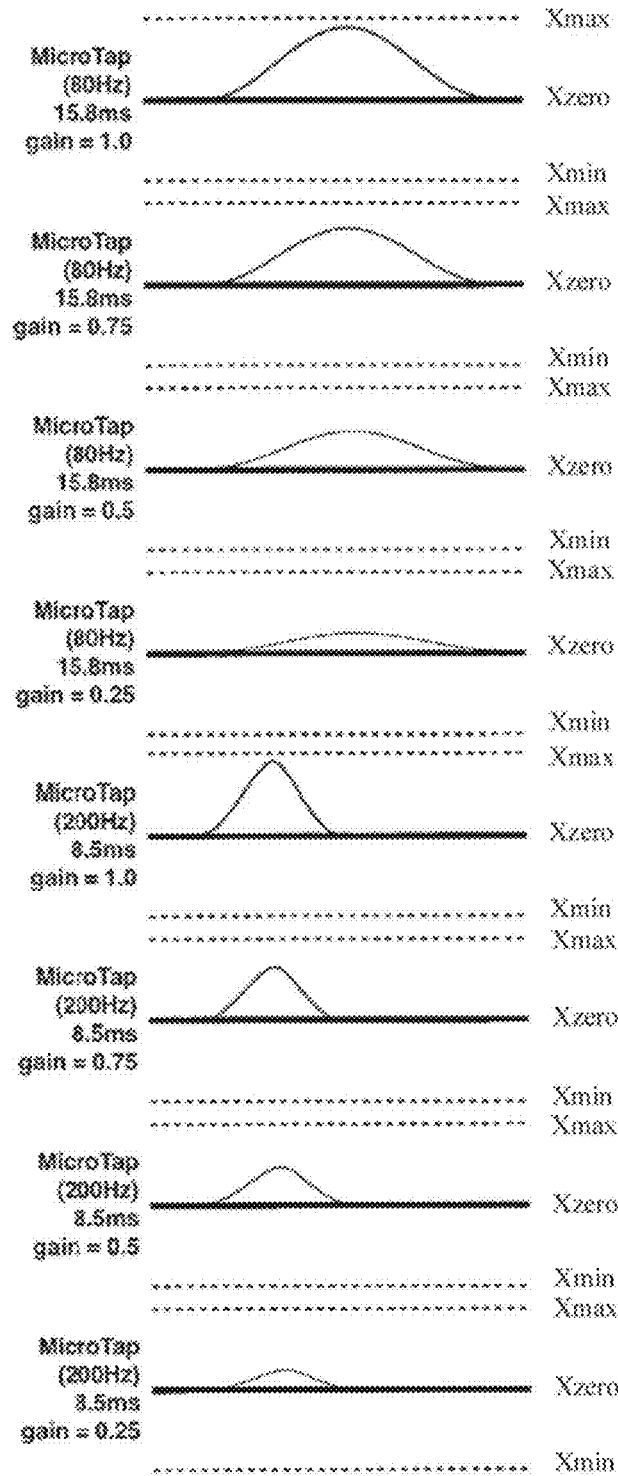 Xmax
MicroTap
(80Hz)
15.8ms
gain = 1.0
Xzero
Xmin
Xmax
MicroTap
(80Hz)
15.8ms
gain = 0.75
Xzero
Xmin
Xmax
MicroTap
(80Hz)
15.8ms
gain = 0.5
Xzero
Xmin
Xmax
MicroTap
(80Hz)
15.8ms
gain = 0.25
Xzero
Xmin
Xmax
MicroTap
(200Hz)
8.5ms
gain = 1.0
Xzero
Xmin
Xmax
MicroTap
(200Hz)
8.5ms
gain = 0.75
Xzero
Xmin
Xmax
MicroTap
(200Hz)
8.5ms
gain = 0.5
Xzero
Xmin
Xmax
MicroTap
(200Hz)
8.5ms
gain = 0.25
Xzero
Xmin